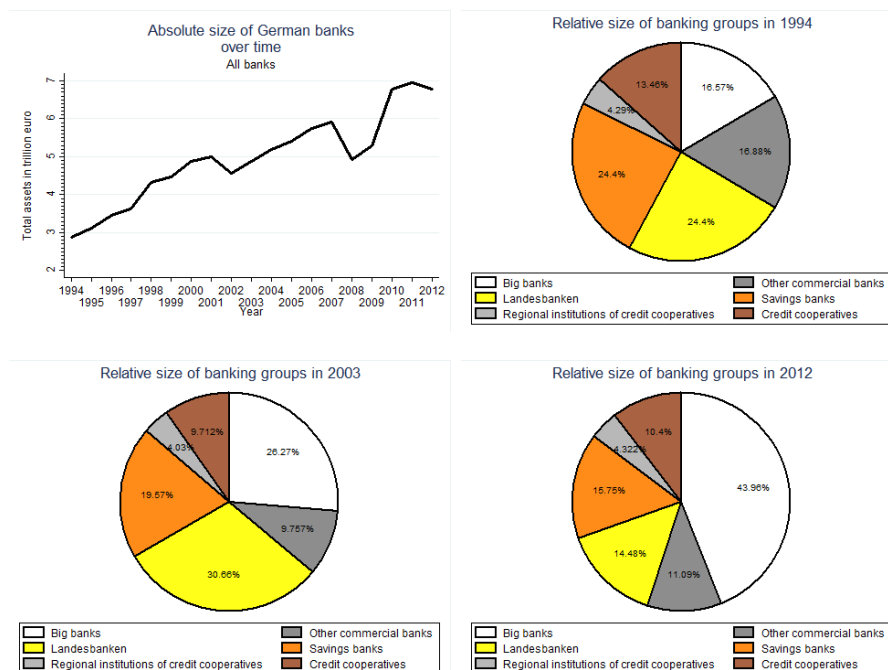 Absolute size of German banks
over time
All banks
Total assets in trillion euro
7
6
5
4
3
2
1994 1996 1998 2000 2002 2004 2006 2008 2010 2012
1995 1997 1999 2001 2003 2005 2007 2009 2011
Year
Relative size of banking groups in 1994
13.46%
16.57%
4.29%
16.88%
24.4%
24.4%
Big banks
Other commercial banks
Landesbanken
Savings banks
Regional institutions of credit cooperatives
Credit cooperatives
Relative size of banking groups in 2003
9.712%
4.03%
26.27%
19.57%
9.757%
30.66%
Big banks
Other commercial banks
Landesbanken
Savings banks
Regional institutions of credit cooperatives
Credit cooperatives
Relative size of banking groups in 2012
10.4%
4.322%
43.96%
15.75%
14.48%
11.09%
Big banks
Other commercial banks
Landesbanken
Savings banks
Regional institutions of credit cooperatives
Credit cooperatives